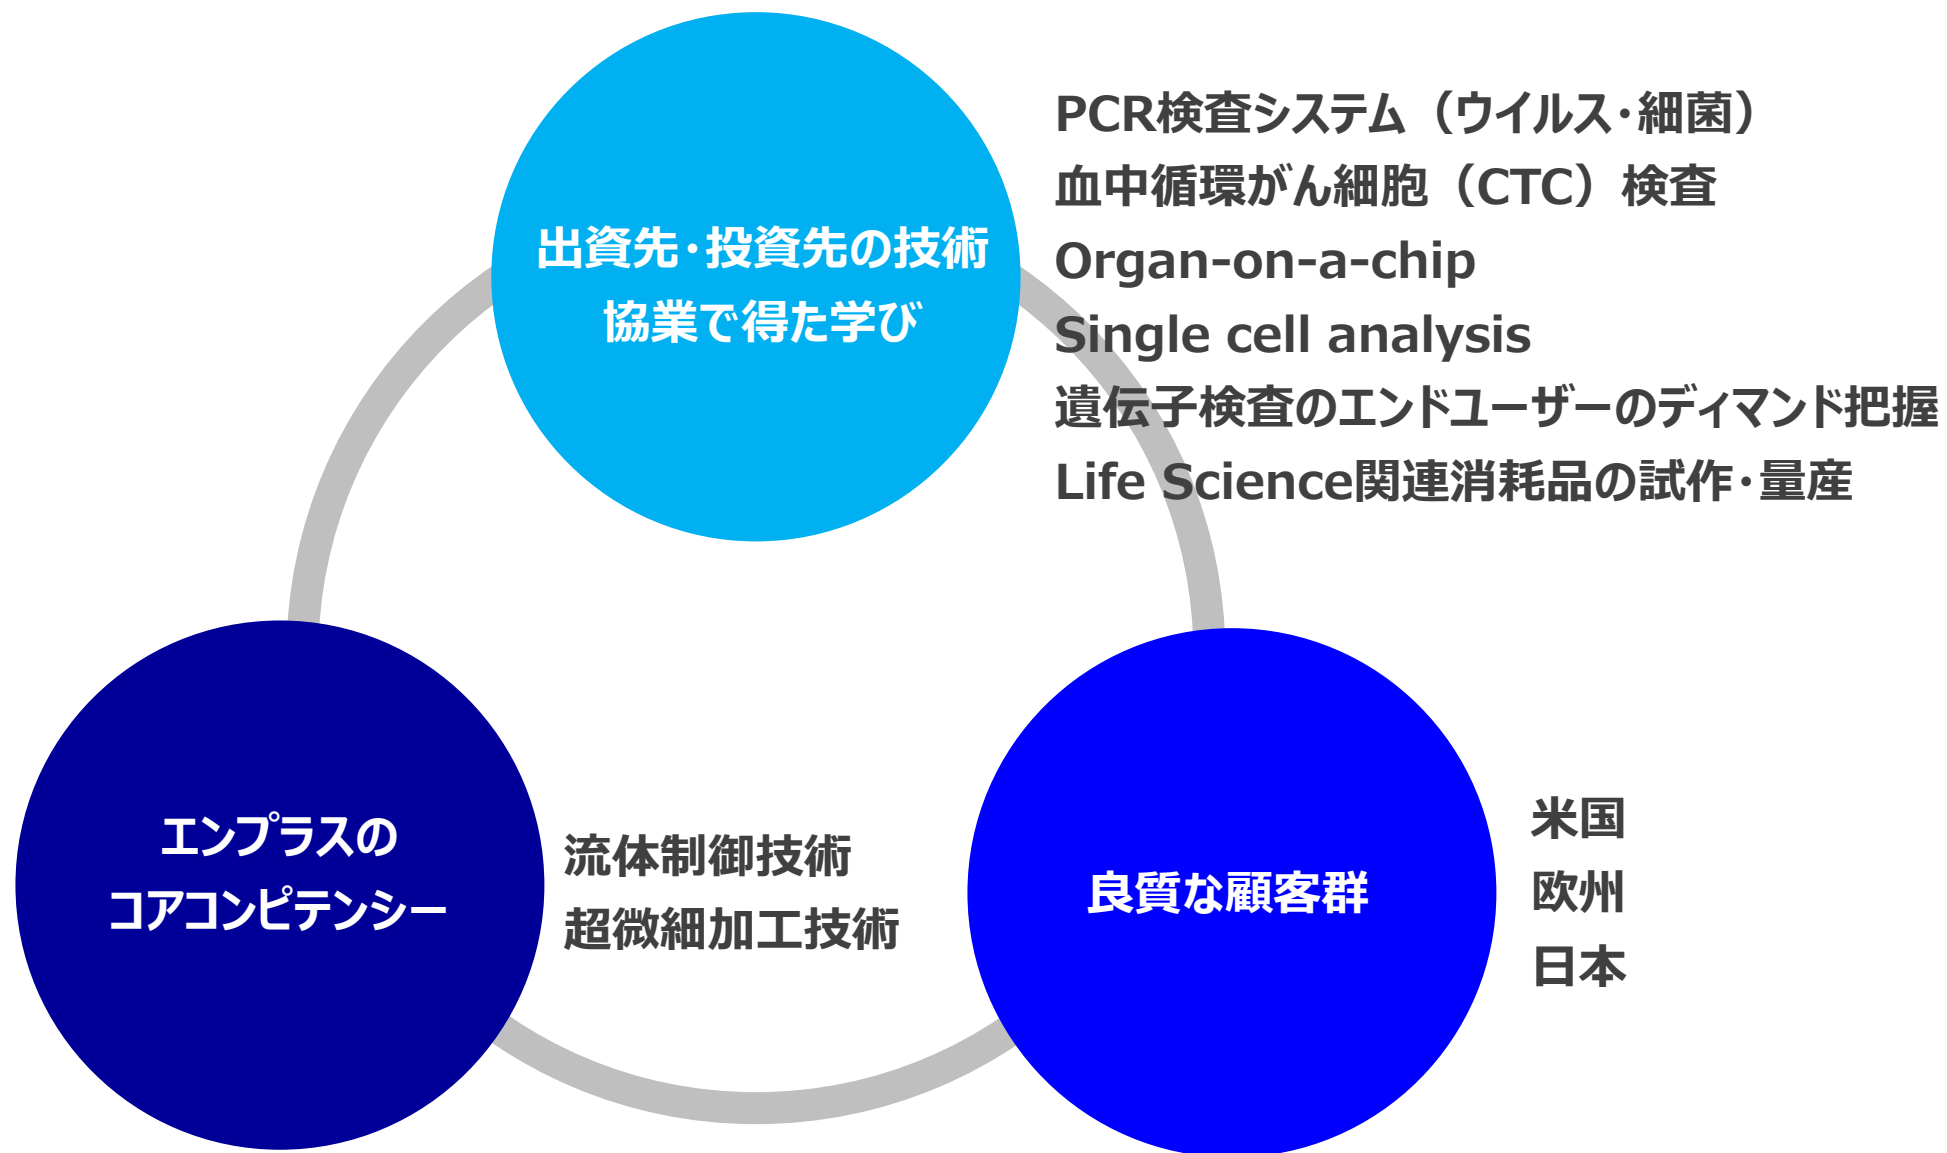 出資先・投資先の技術
協業で得た学び
PCR検査システム（ウイルス・細菌）
血中循環がん細胞（CTC）検査
Organ-on-a-chip
Single cell analysis
遺伝子検査のエンドユーザーのディマンド把握
Life Science関連消耗品の試作・量産
エンプラスの
コアコンピテンシー
流体制御技術
超微細加工技術
良質な顧客群
米国
欧州
日本